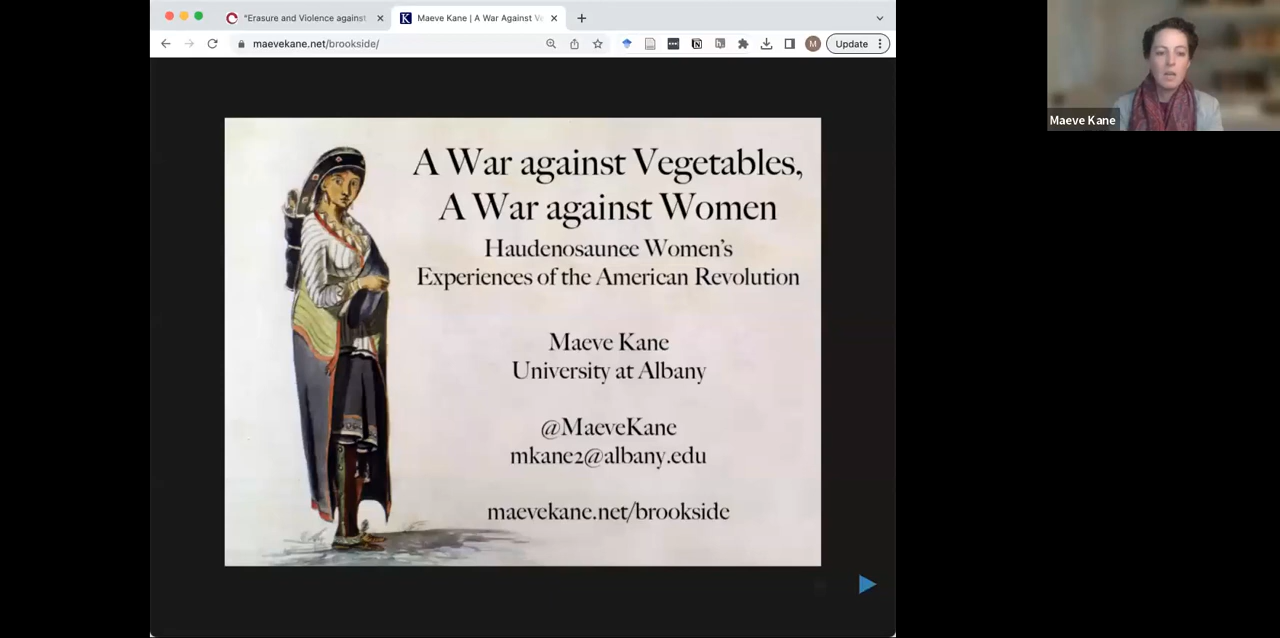 "Erasure and Violence against
Maeve Kane | A War Against Ve
maevekane.net/brookside/
M
Update
A War against Vegetables,
A War against Women
Haudenosaunee Women's
Experiences of the American Revolution
Maeve Kane
University at Albany
@MaeveKane
mkane2@albany.edu
maevekane.net/brookside
Maeve Kane